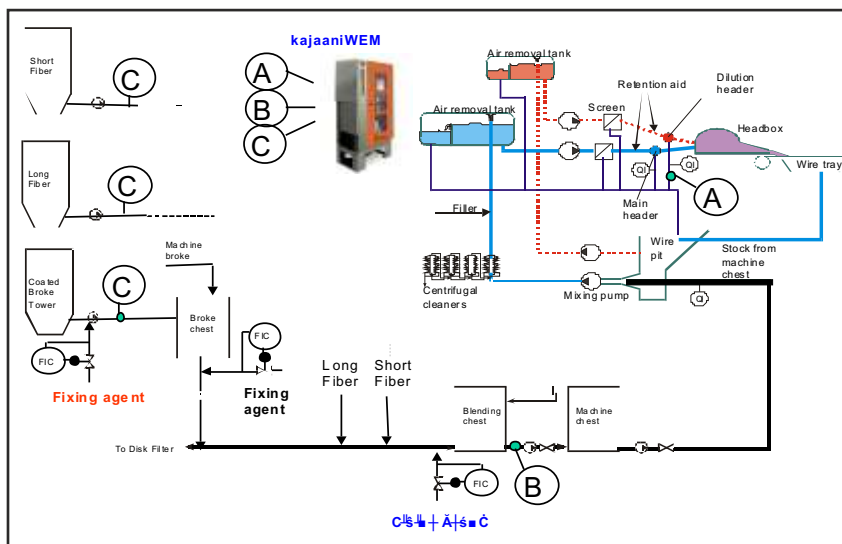 kajaaniWEM
Short
Fiber
C
A
B
C
Air removal tank
Air removal tank
Retention aid
Dilution
header
Screen
Headbox
Wire tray
QI
QI
A
Main
header
Long
Fiber
C
Filler
Machine
broke
Wire
pit
Stock from
machine
chest
Coated
Broke
Tower
C
Broke
chest
Centrifugal
cleaners
Mixing pump
QI
FIC
FIC
Fixing agent
Fixing
agent
Long
Fiber
Short
Fiber
Blending
chest
Machine
chest
To Disk Filter
FIC
B